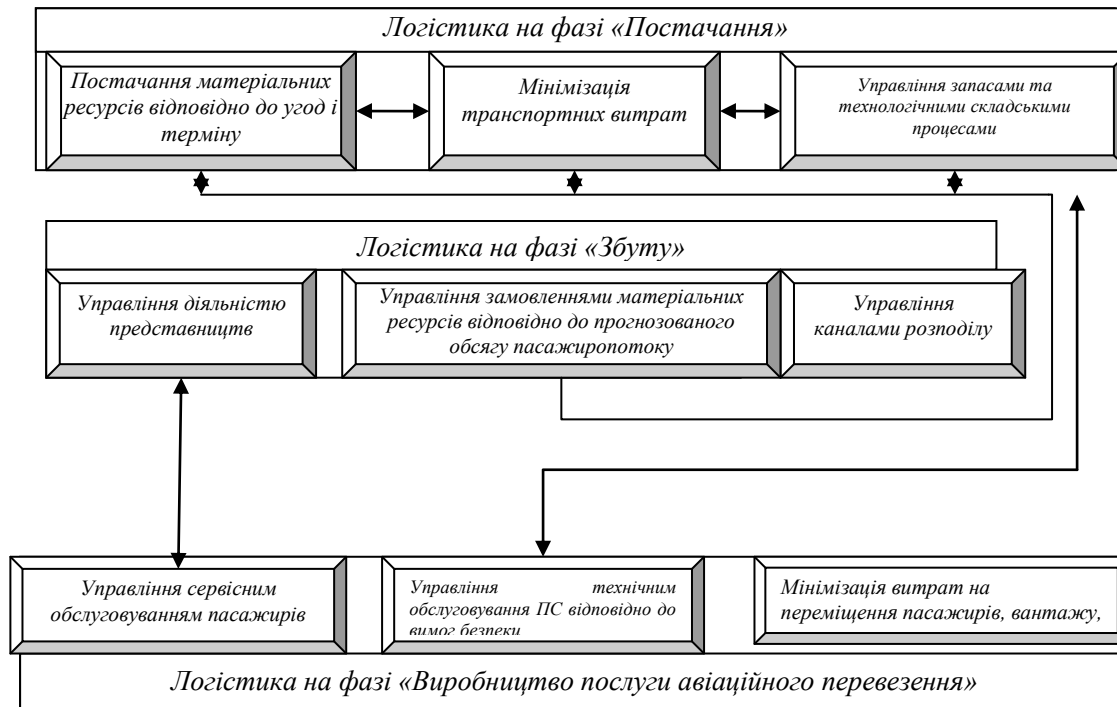 Логістика на фазі «Постачання»
Постачання матеріальних
ресурсів відповідно до угод і
терміну
Мінімізація
транспортних витрат
Управління запасами та
технологічними складськими
процесами
Логістика на фазі «Збуту»
Управління діяльністю
представництв
Управління замовленнями матеріальних
ресурсів відповідно до прогнозованого
обсягу пасажиропотоку
Управління
каналами розподілу
Управління сервісним
обслуговуванням пасажирів
Управління технічним
обслуговування ПС відповідно до
вимог безпеки
Мінімізація витрат на
переміщення пасажирів, вантажу,
Логістика на фазі «Виробництво послуги авіаційного перевезення»